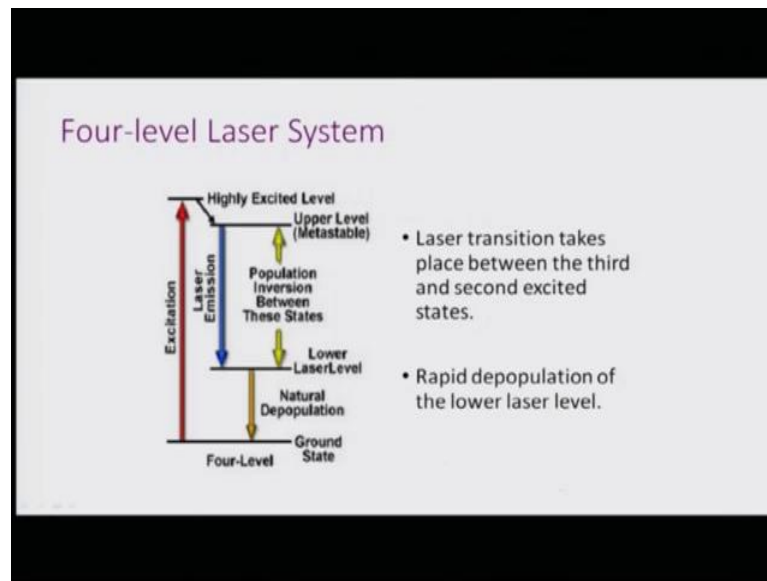 Four-level Laser System
Highly Excited Level
Upper Level
(Metastable)
Excitation
Laser
Emission
Population
Inversion
Between
These States
Lower
LaserLevel
Natural
Depopulation
Ground
State
Four-Level
• Laser transition takes
place between the third
and second excited
states.
• Rapid depopulation of
the lower laser level.